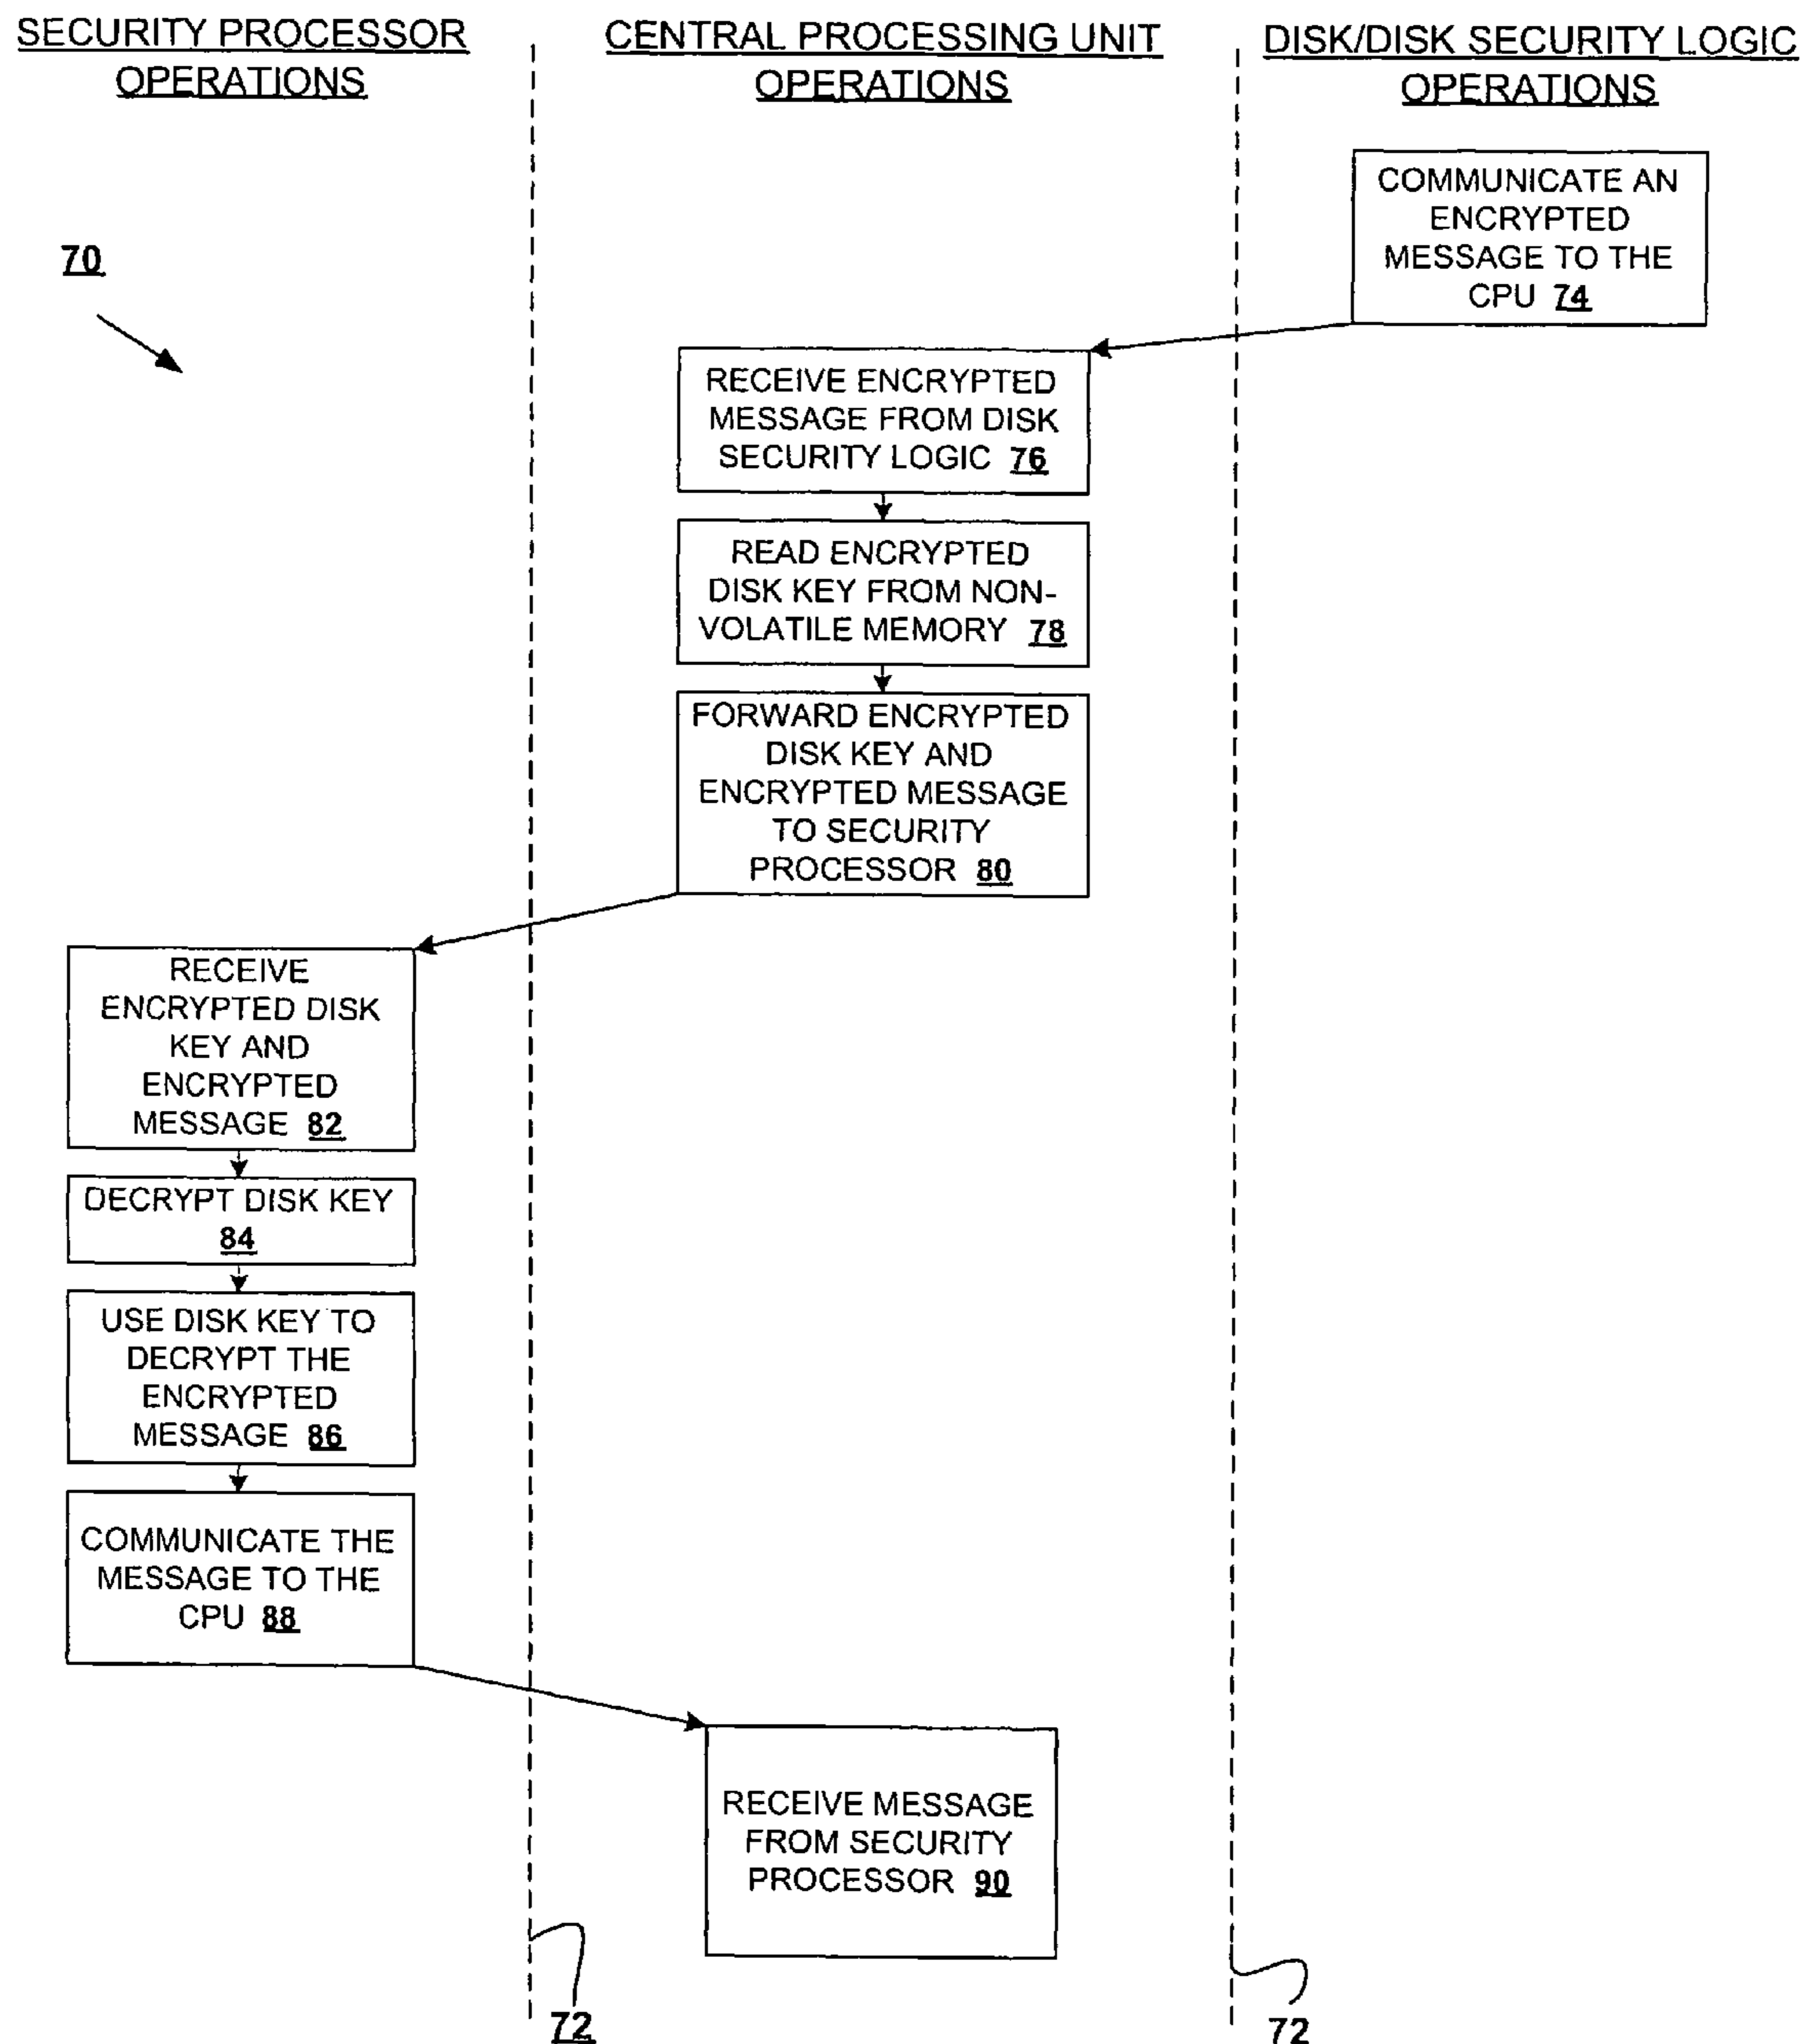 SECURITY PROCESSOR
OPERATIONS
CENTRAL PROCESSING UNIT
OPERATIONS
DISK/DISK SECURITY LOGIC
OPERATIONS
COMMUNICATE AN
ENCRYPTED
MESSAGE TO THE
CPU 74
70
RECEIVE ENCRYPTED
MESSAGE FROM DISK
SECURITY LOGIC 76
READ ENCRYPTED
DISK KEY FROM NON-
VOLATILE MEMORY 78
FORWARD ENCRYPTED
DISK KEY AND
ENCRYPTED MESSAGE
TO SECURITY
PROCESSOR 80
RECEIVE
ENCRYPTED DISK
KEY AND
ENCRYPTED
MESSAGE 82
DECRYPT DISK KEY
84
USE DISK KEY TO
DECRYPT THE
ENCRYPTED
MESSAGE 86
COMMUNICATE THE
MESSAGE TO THE
CPU 88
RECEIVE MESSAGE
FROM SECURITY
PROCESSOR 90
72
72